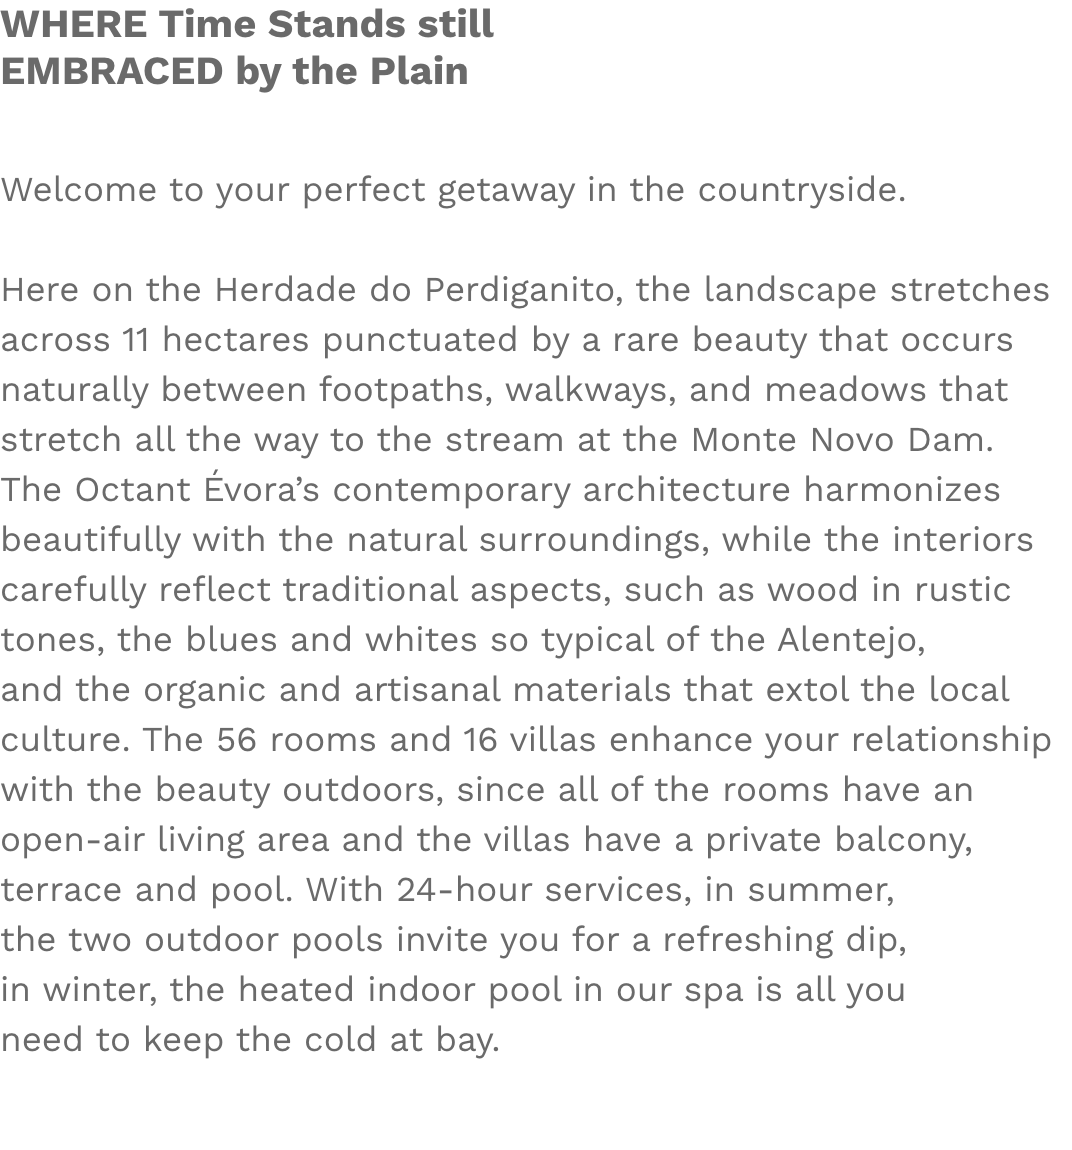 WHERE Time Stands still
EMBRACED by the Plain
Welcome to your perfect getaway in the countryside.
Here on the Herdade do Perdiganito, the landscape stretches
across 11 hectares punctuated by a rare beauty that occurs
naturally between footpaths, walkways, and meadows that
stretch all the way to the stream at the Monte Novo Dam.
The Octant Évora’s contemporary architecture harmonizes
beautifully with the natural surroundings, while the interiors
carefully reflect traditional aspects, such as wood in rustic
tones, the blues and whites so typical of the Alentejo,
and the organic and artisanal materials that extol the local
culture. The 56 rooms and 16 villas enhance your relationship
with the beauty outdoors, since all of the rooms have an
open-air living area and the villas have a private balcony,
terrace and pool. With 24-hour services, in summer,
the two outdoor pools invite you for a refreshing dip,
in winter, the heated indoor pool in our spa is all you
need to keep the cold at bay.